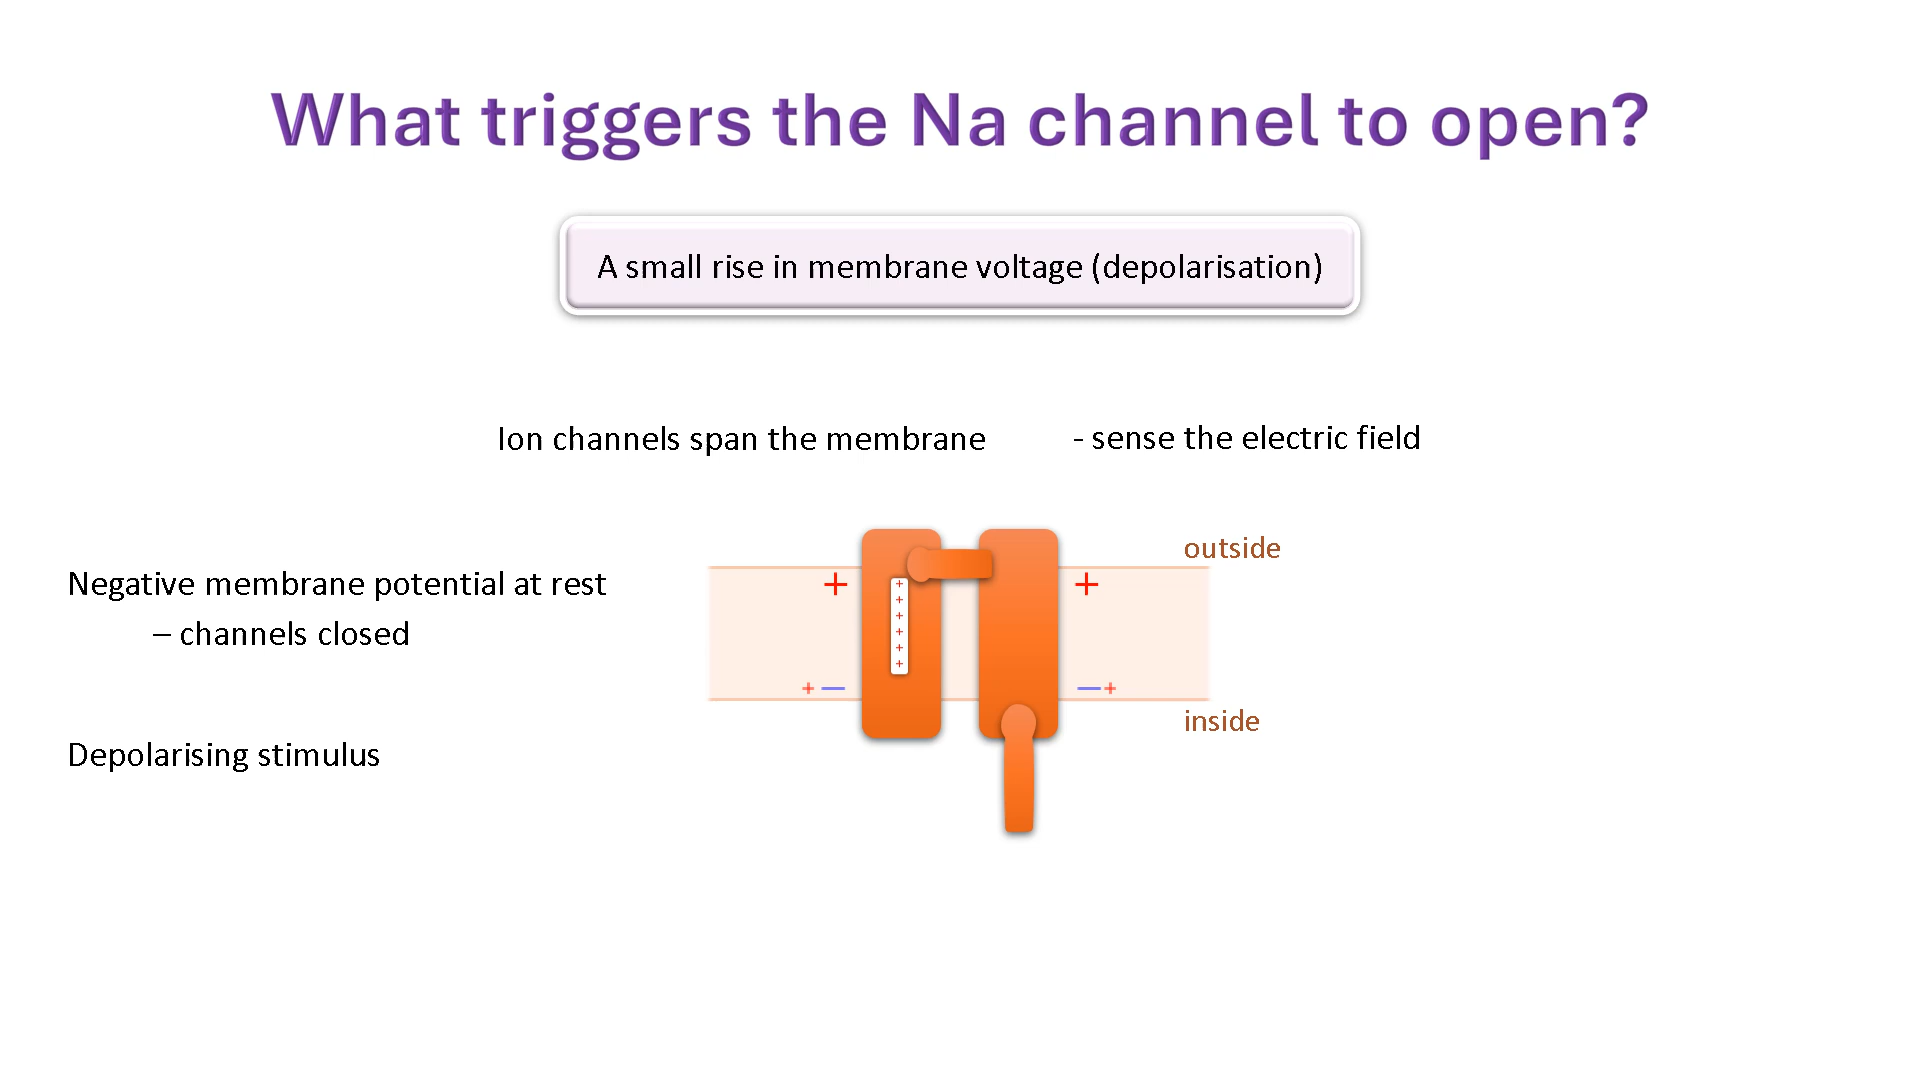 What triggers the Na channel to open?
A small rise in membrane voltage (depolarisation)
Ion channels span the membrane - sense the electric field
outside
Negative membrane potential at rest
– channels closed
+ +
+
+
+
+
+
+
+ – – +
inside
Depolarising stimulus